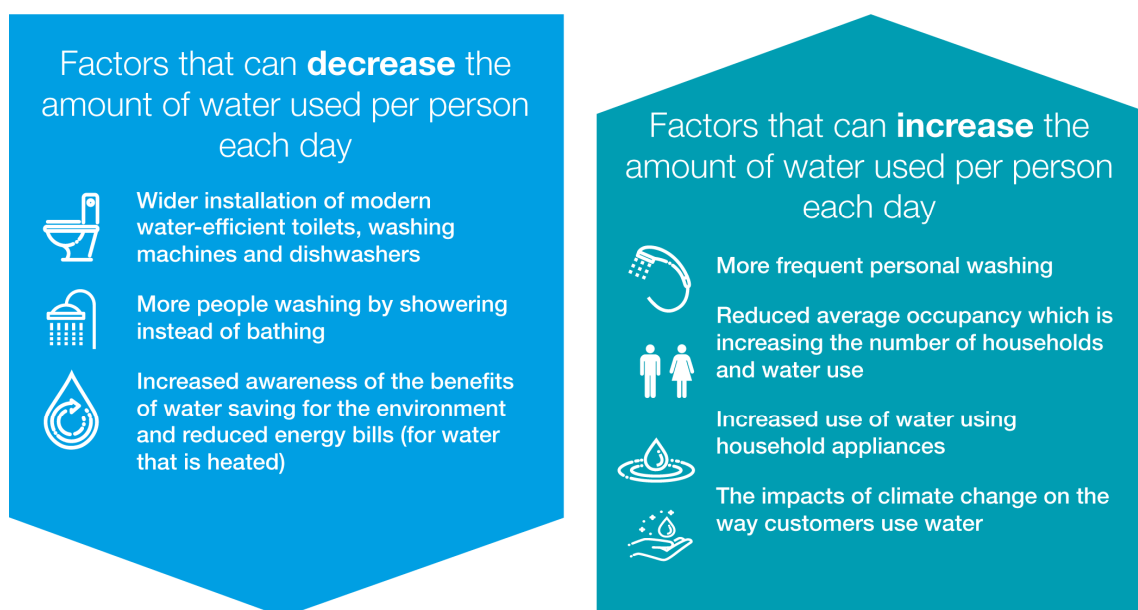 Factors that can decrease the
amount of water used per person
each day
Wider installation of modern
water-efficient toilets, washing
machines and dishwashers
More people washing by showering
instead of bathing
Increased awareness of the benefits
of water saving for the environment
and reduced energy bills (for water
that is heated)
Factors that can increase the
amount of water used per person
each day
More frequent personal washing
Reduced average occupancy which is
increasing the number of households
and water use
Increased use of water using
household appliances
The impacts of climate change on the
way customers use water